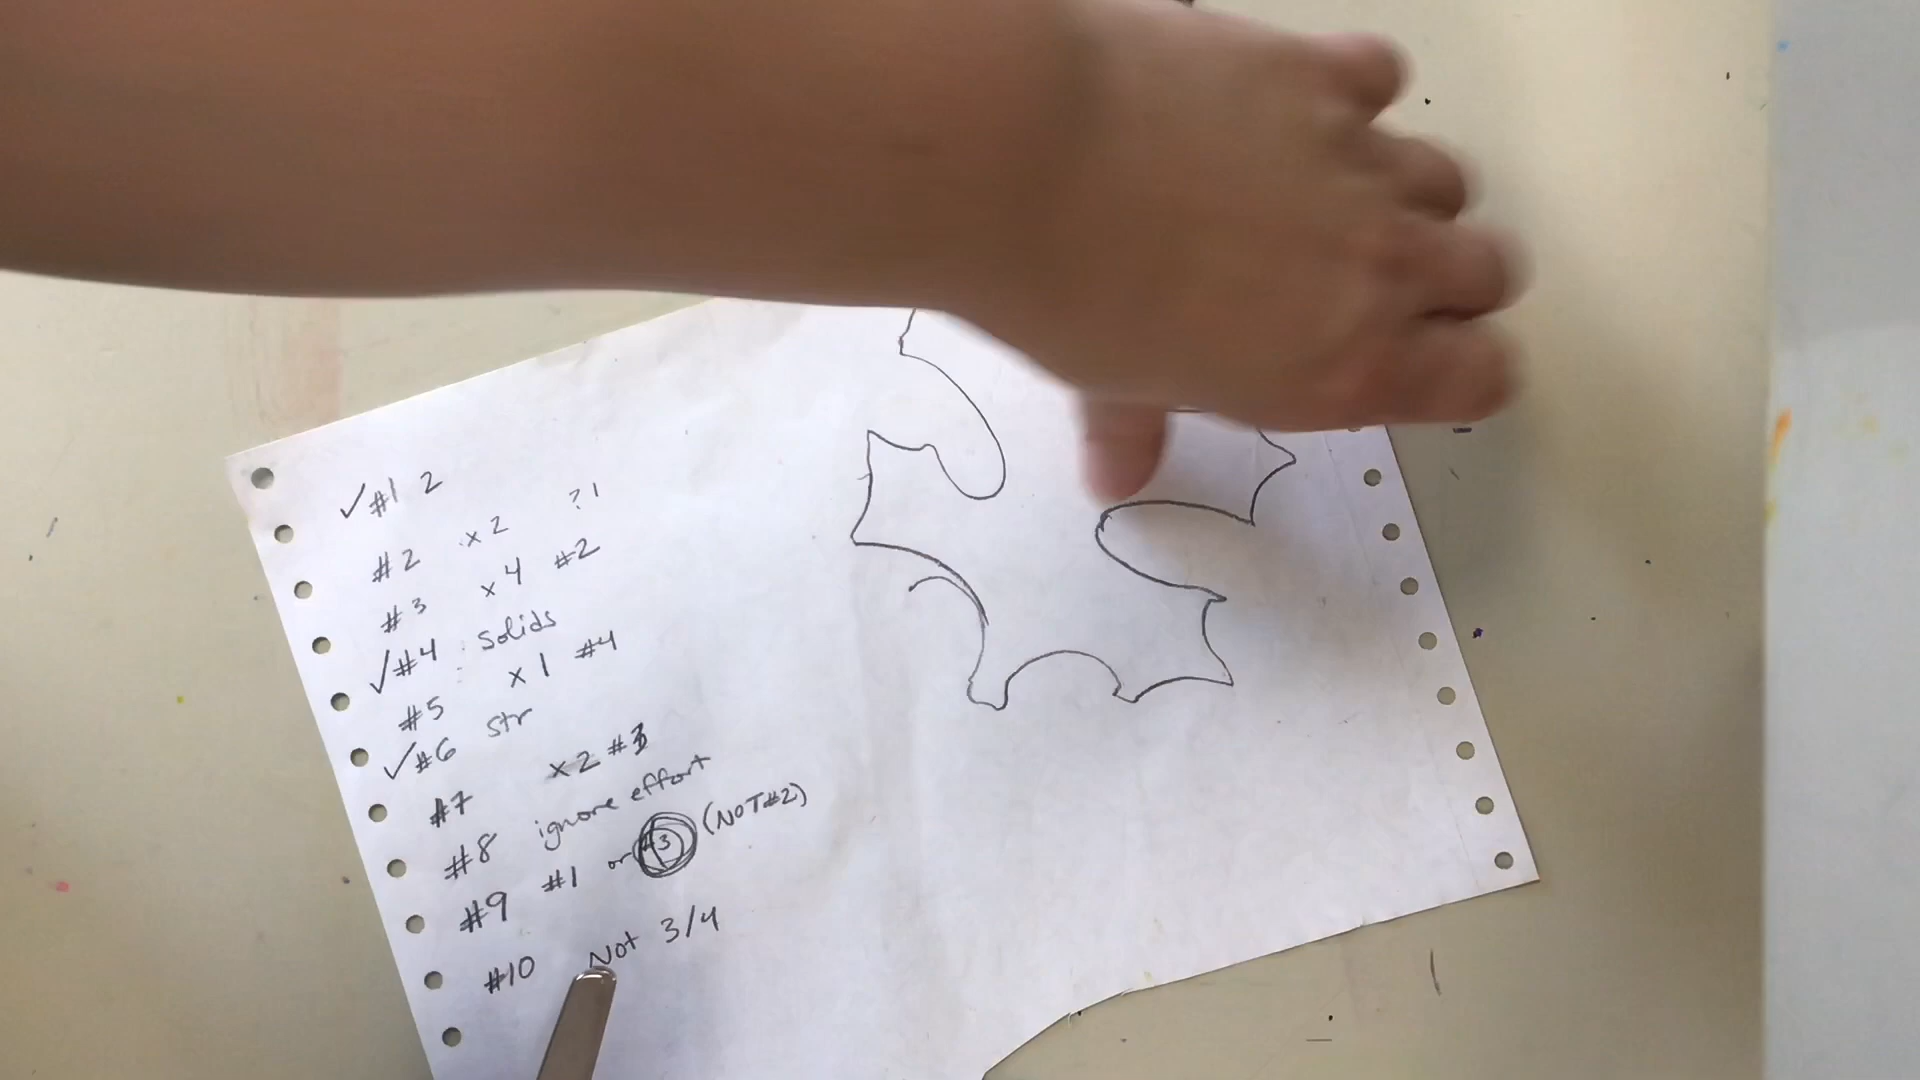 ✓#1 2
#2 x2 ?1
#3 x4 #2
✓#4 : Solids
#5 x1 #4
✓#6 str
#7 x2 #3
#8 ignore effort
#9 #1 or #3 (NOT #2)
#10 Not 3/4